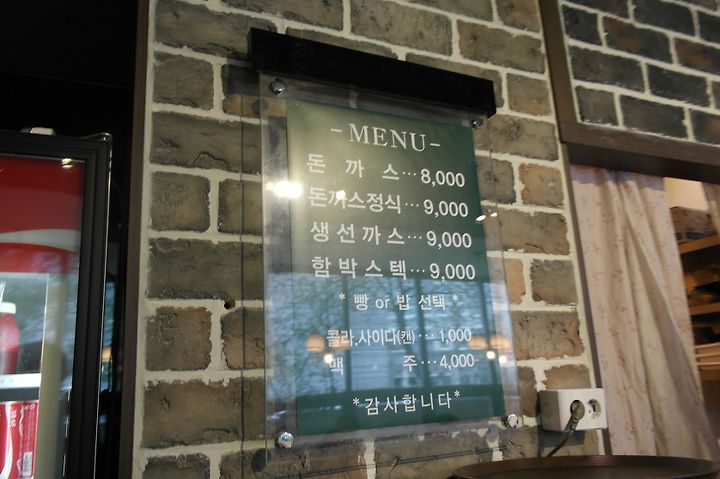 -MENU-
돈 까 스…8,000
돈까스정식…9,000
생선까스…9,000
함박스텍…9,000
*빵 or 밥 선택*
콜라,사이다(캔)…1,000
맥 주…4,000
*감사합니다*